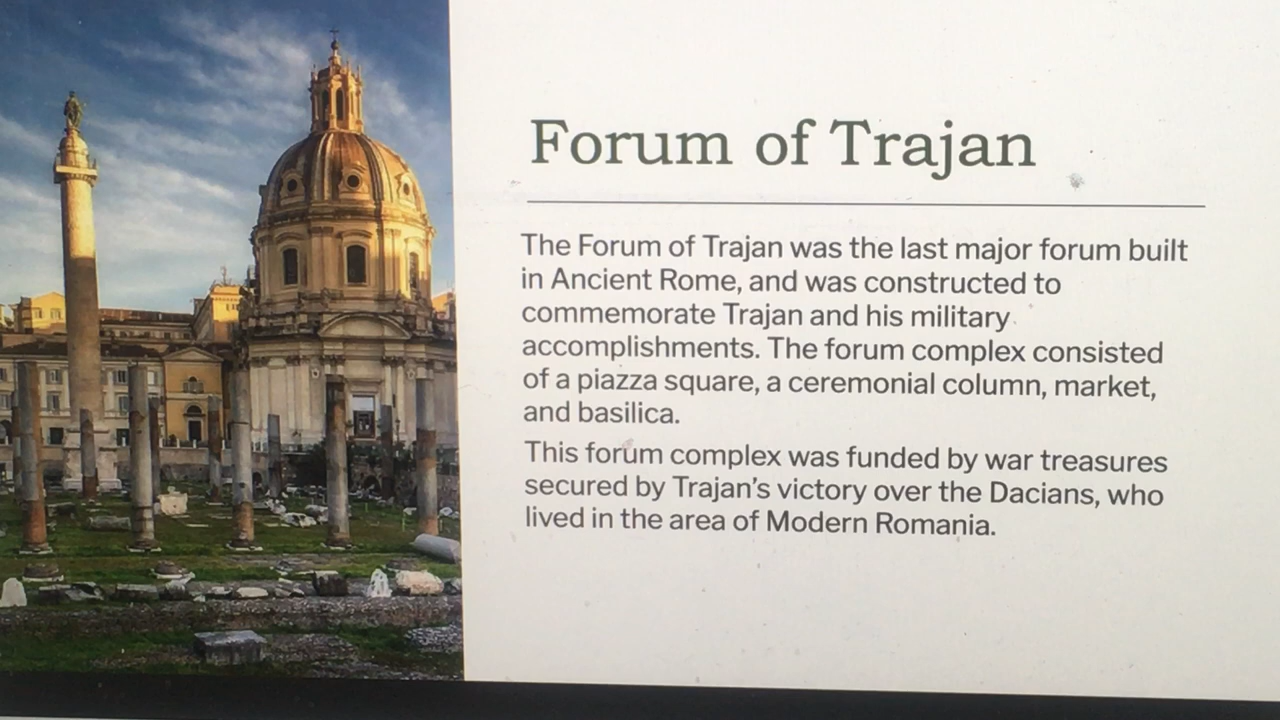 Forum of Trajan
The Forum of Trajan was the last major forum built
in Ancient Rome, and was constructed to
commemorate Trajan and his military
accomplishments. The forum complex consisted
of a piazza square, a ceremonial column, market,
and basilica.
This forum complex was funded by war treasures
secured by Trajan's victory over the Dacians, who
lived in the area of Modern Romania.